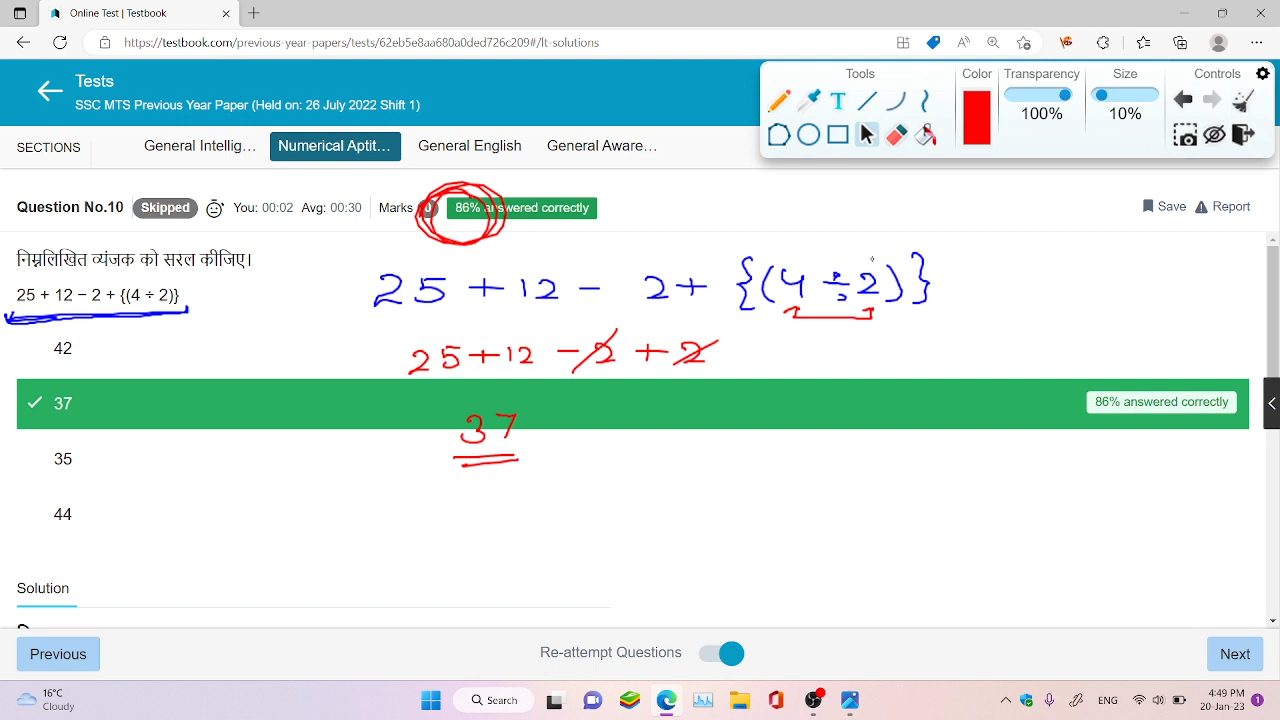 Online Test | Testbook
https://testbook.com/previous-year-papers/tests/62eb5e8aa680a0ded726c209#/lt-solutions
Tests
SSC MTS Previous Year Paper (Held on: 26 July 2022 Shift 1)
Tools
Color
Transparency
Size
Controls
100%
10%
SECTIONS
General Intellig...
Numerical Aptit...
General English
General Aware...
Question No.10
Skipped
You: 00:02 Avg: 00:30
Marks
86% answered correctly
Save
Report
निम्नलिखित व्यंजक को सरल कीजिए।
25 + 12 − 2 + {(4 ÷ 2)}
25 + 12 − 2 + {(4 ÷ 2)}
25 + 12 − 2 + 2
42
37
86% answered correctly
37
35
44
Solution
Previous
Re-attempt Questions
Next
16°C
Cloudy
Search
ENG
4:49 PM
20-Jan-23
1